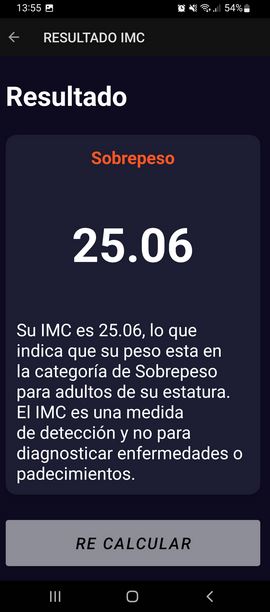 13:55
54%
RESULTADO IMC
Resultado
Sobrepeso
25.06
Su IMC es 25.06, lo que
indica que su peso esta en
la categoría de Sobrepeso
para adultos de su estatura.
El IMC es una medida
de detección y no para
diagnosticar enfermedades o
padecimientos.
RE CALCULAR